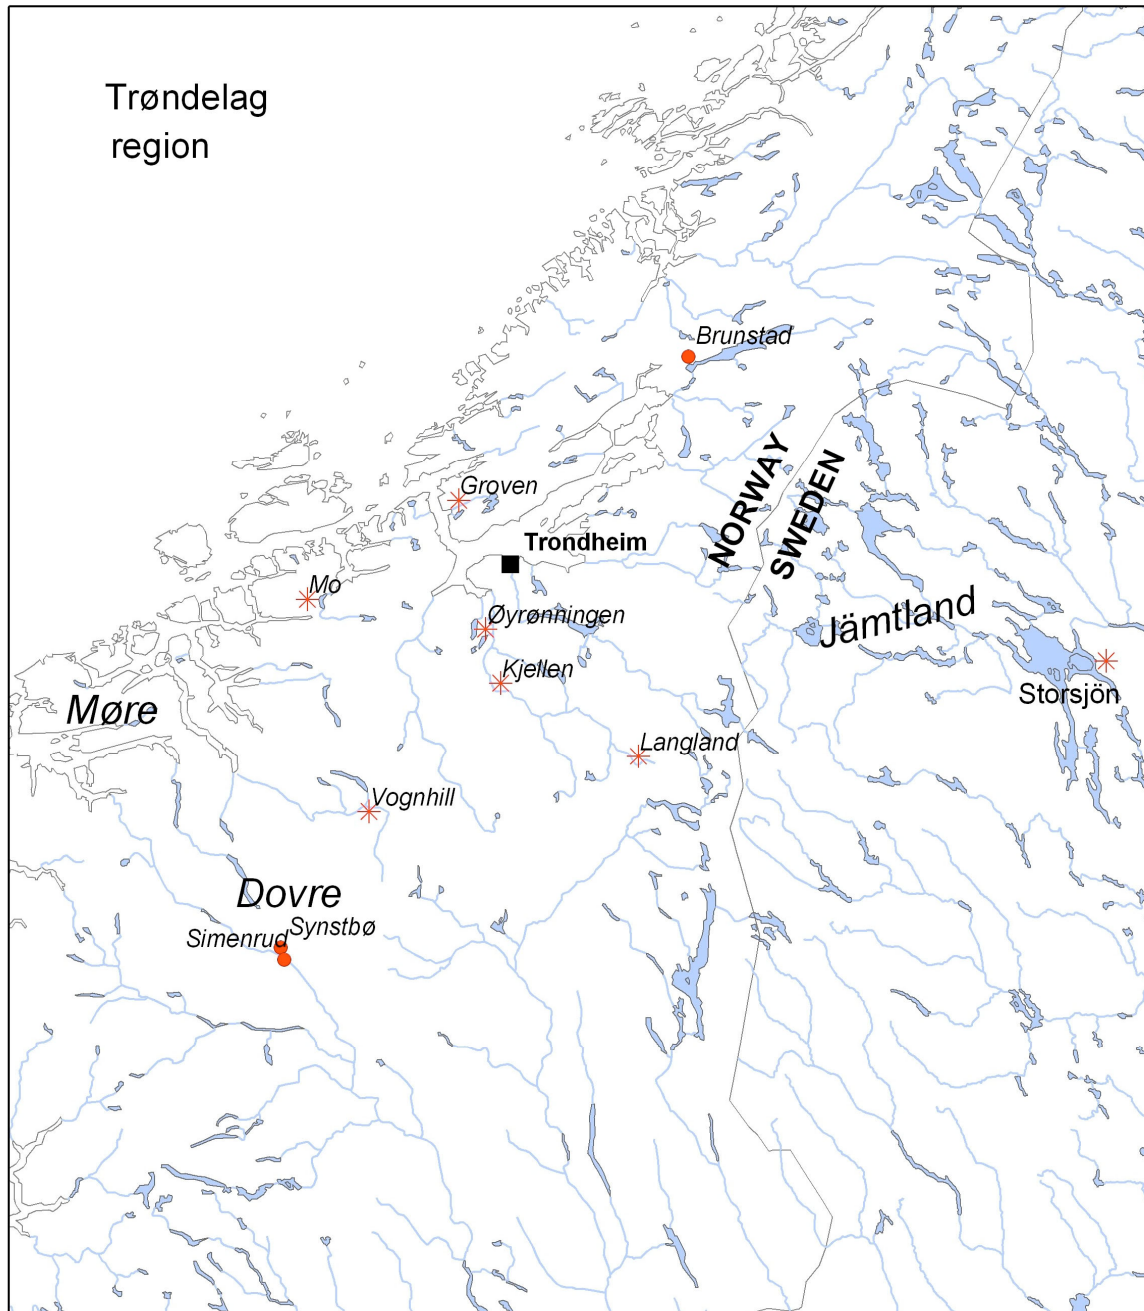 Trøndelag
region
Brunstad
NORWAY
SWEDEN
Groven
Trondheim
Mo
Øyrønningen
Jämtland
Kjellen
Storsjön
Møre
Langland
Vognhill
Dovre
Synstbø
Simenrud